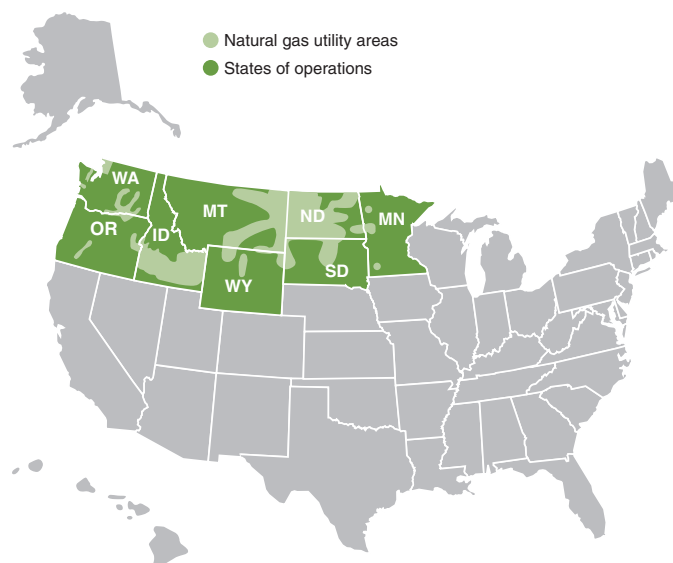 Natural gas utility areas
States of operations
WA
MT
ND
MN
OR
ID
SD
WY